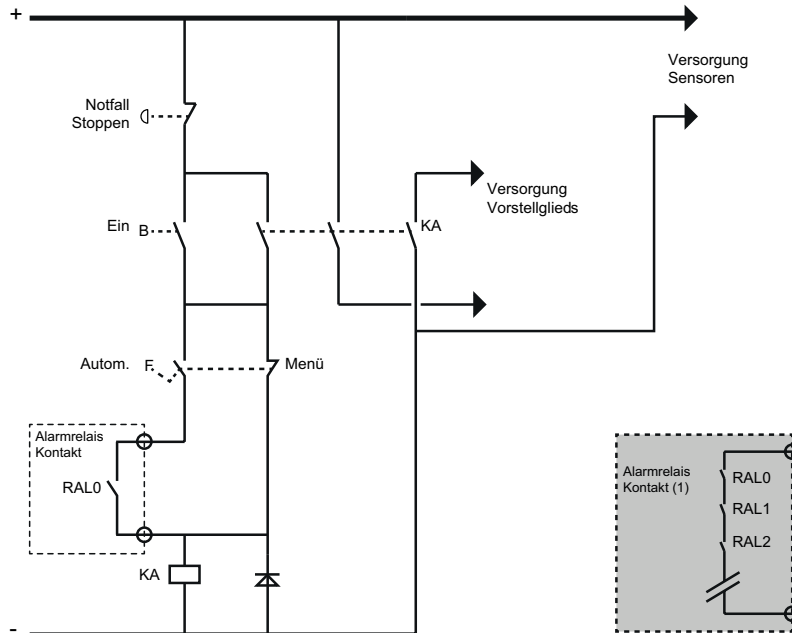 +
Versorgung
Sensoren
Notfall
Stoppen
Versorgung
Vorstellglieds
Ein B
KA
Autom. F
Menü
Alarmrelais
Kontakt
RAL0
Alarmrelais
Kontakt (1)
RAL0
RAL1
RAL2
KA
-